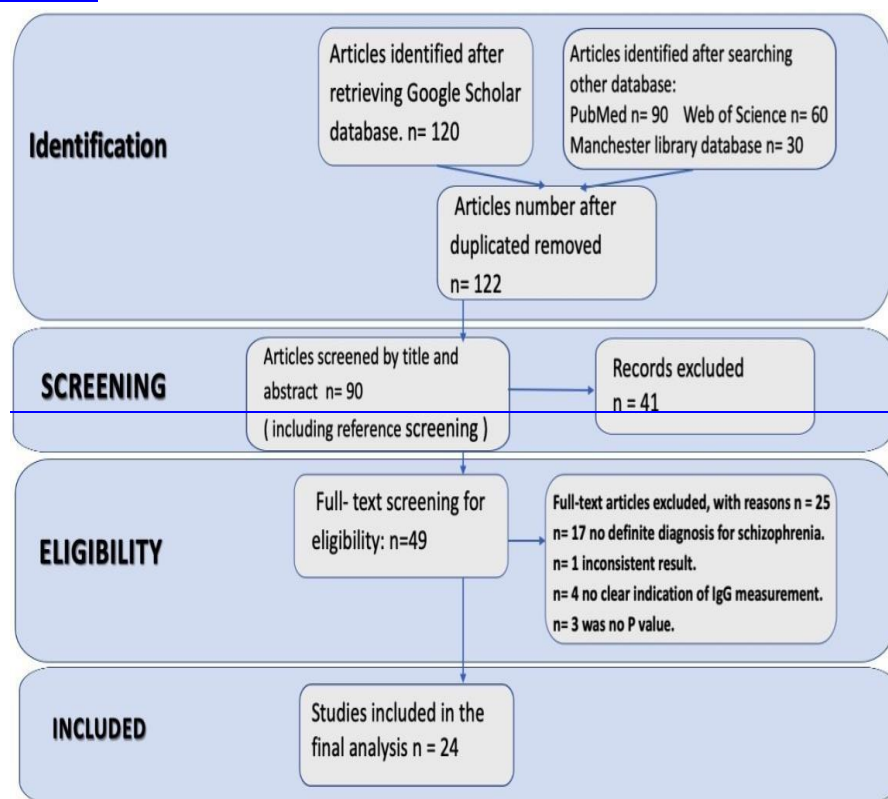 Identification
Articles identified after
retrieving Google Scholar
database. n= 120
Articles identified after searching
other database:
PubMed n= 90 Web of Science n= 60
Manchester library database n= 30
Articles number after
duplicated removed
n= 122
SCREENING
Articles screened by title and
abstract n= 90
( including reference screening )
Records excluded
n = 41
ELIGIBILITY
Full- text screening for
eligibility: n=49
Full-text articles excluded, with reasons n = 25
n= 17 no definite diagnosis for schizophrenia.
n= 1 inconsistent result.
n= 4 no clear indication of IgG measurement.
n= 3 was no P value.
INCLUDED
Studies included in the
final analysis n = 24